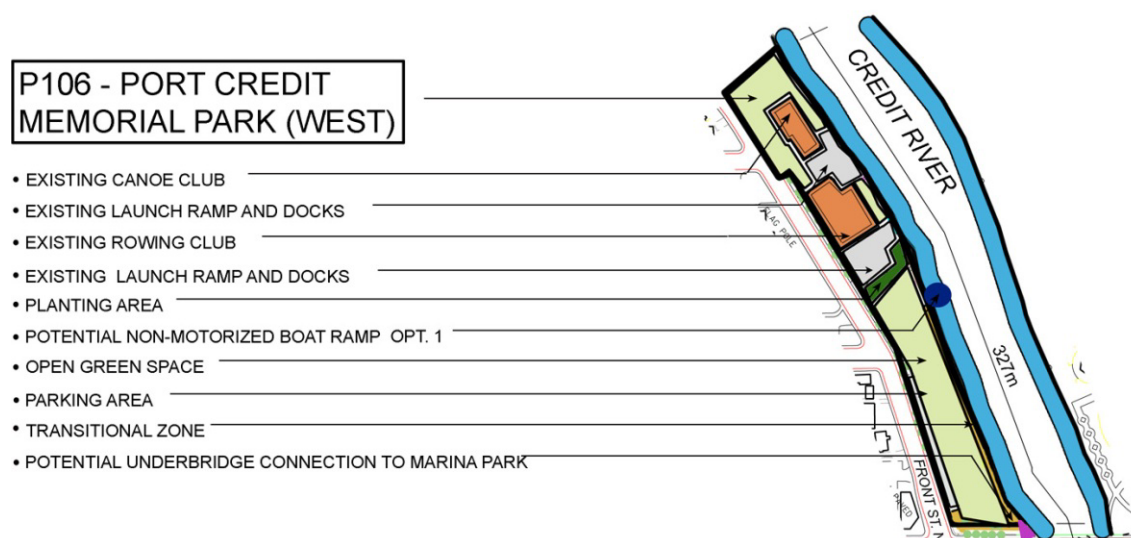 P106 - PORT CREDIT
MEMORIAL PARK (WEST)
• EXISTING CANOE CLUB
• EXISTING LAUNCH RAMP AND DOCKS
• EXISTING ROWING CLUB
• EXISTING LAUNCH RAMP AND DOCKS
• PLANTING AREA
• POTENTIAL NON-MOTORIZED BOAT RAMP OPT. 1
• OPEN GREEN SPACE
• PARKING AREA
• TRANSITIONAL ZONE
• POTENTIAL UNDERBRIDGE CONNECTION TO MARINA PARK
CREDIT RIVER
FLAG POLE
327m
FRONT ST. N